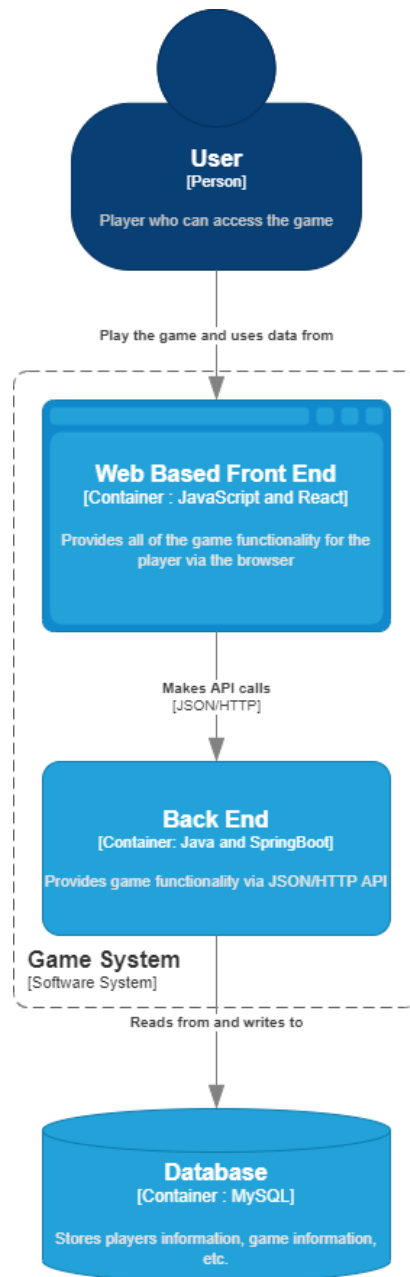 User
[Person]
Player who can access the game
Play the game and uses data from
Web Based Front End
[Container : JavaScript and React]
Provides all of the game functionality for the
player via the browser
Makes API calls
[JSON/HTTP]
Back End
[Container: Java and SpringBoot]
Provides game functionality via JSON/HTTP API
Game System
[Software System]
Reads from and writes to
Database
[Container : MySQL]
Stores players information, game information,
etc.